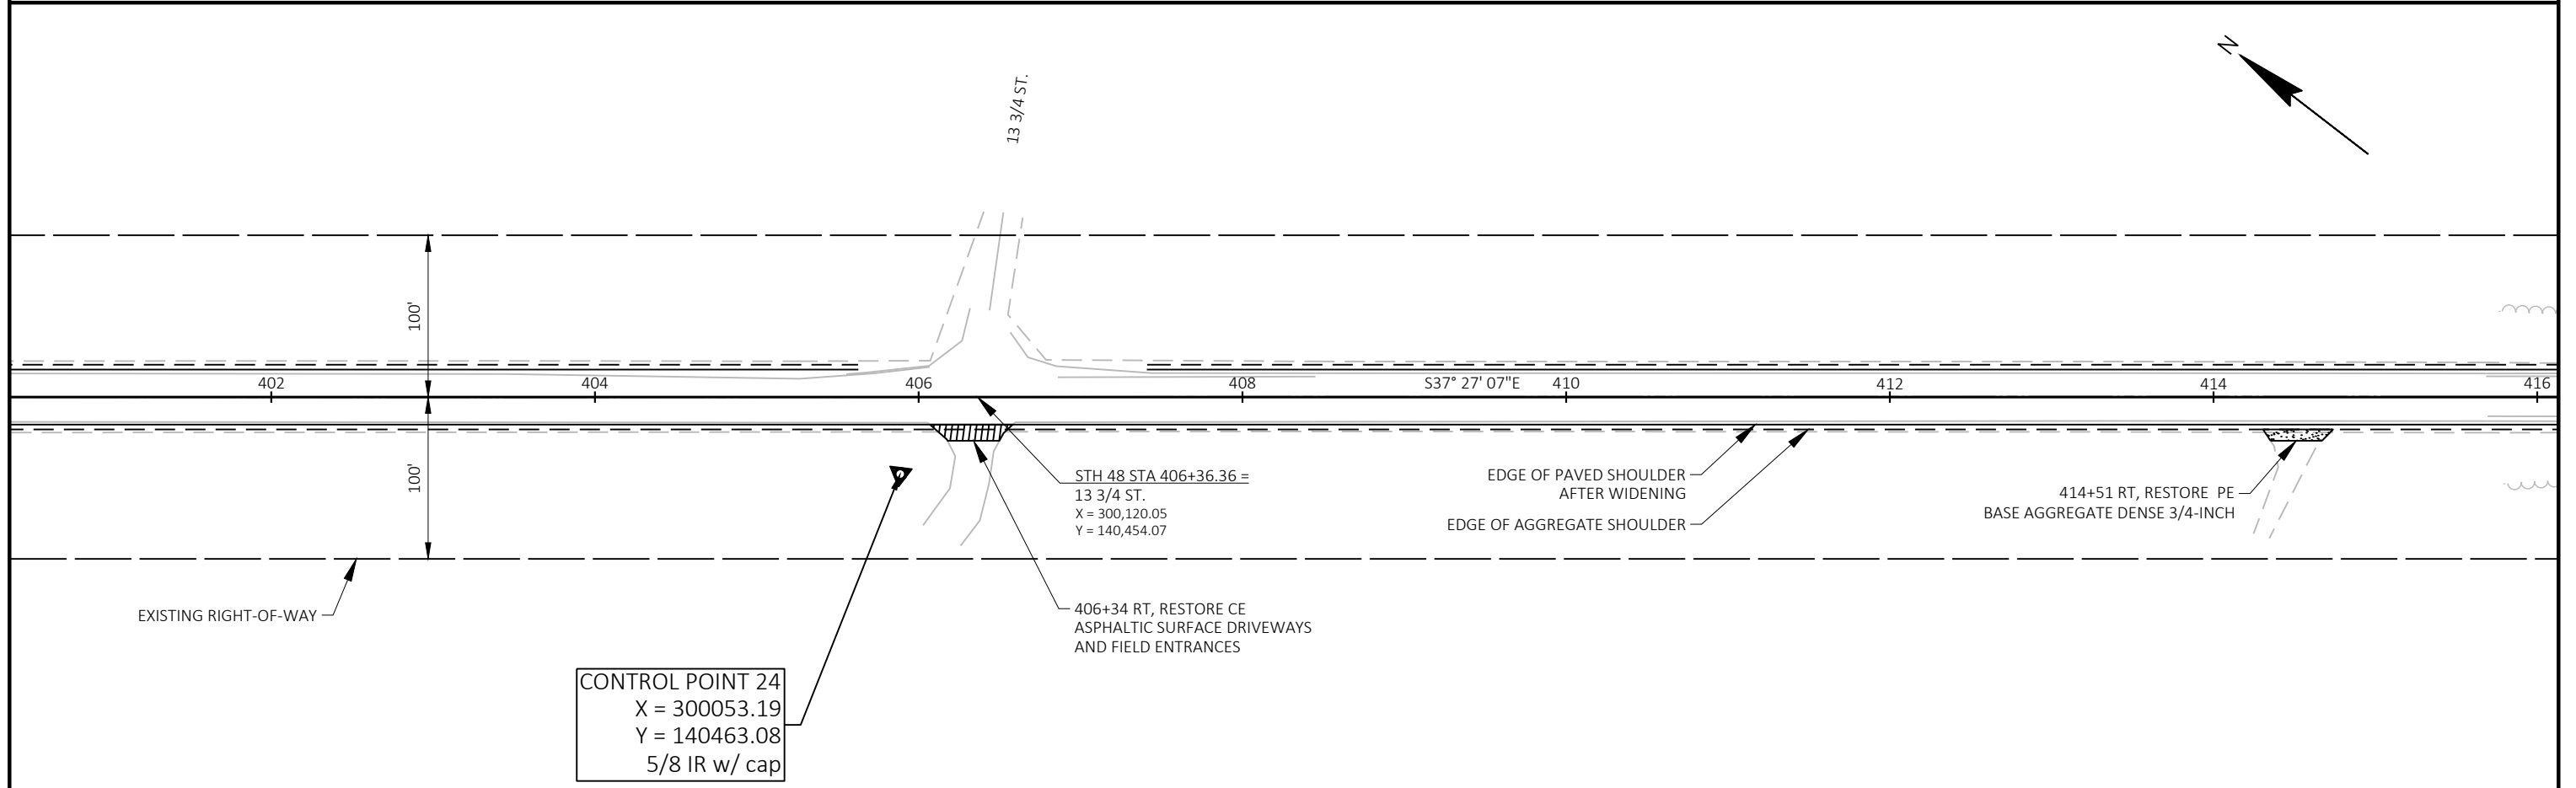 N
13 3/4 ST.
100'
402
404
406
408
S37° 27' 07"E
410
412
414
416
100'
STH 48 STA 406+36.36 =
13 3/4 ST.
X = 300,120.05
Y = 140,454.07
EDGE OF PAVED SHOULDER
AFTER WIDENING
EDGE OF AGGREGATE SHOULDER
414+51 RT, RESTORE PE
BASE AGGREGATE DENSE 3/4-INCH
EXISTING RIGHT-OF-WAY
406+34 RT, RESTORE CE
ASPHALTIC SURFACE DRIVEWAYS
AND FIELD ENTRANCES
CONTROL POINT 24
X = 300053.19
Y = 140463.08
5/8 IR w/ cap